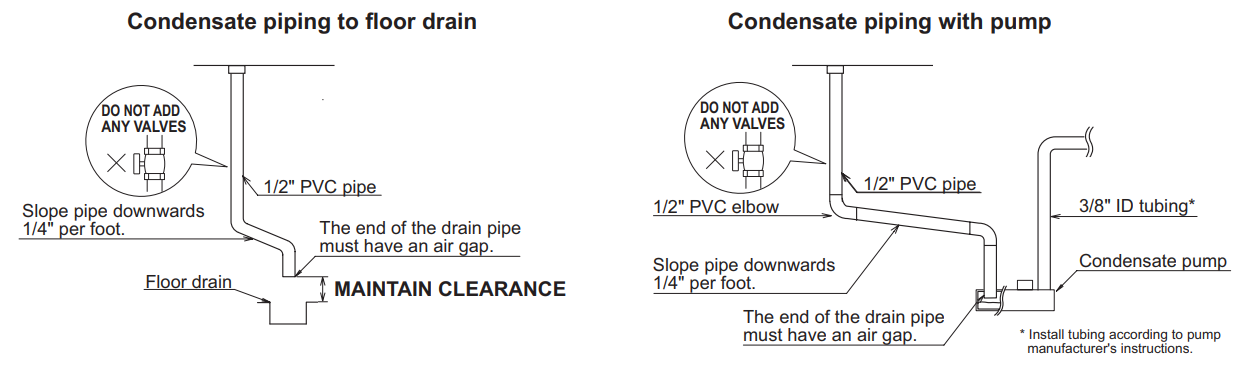 Condensate piping to floor drain
DO NOT ADD
ANY VALVES
1/2" PVC pipe
Slope pipe downwards
1/4" per foot.
The end of the drain pipe
must have an air gap.
Floor drain
MAINTAIN CLEARANCE
Condensate piping with pump
DO NOT ADD
ANY VALVES
1/2" PVC pipe
1/2" PVC elbow
3/8" ID tubing*
Slope pipe downwards
1/4" per foot.
Condensate pump
The end of the drain pipe
must have an air gap.
* Install tubing according to pump
manufacturer's instructions.